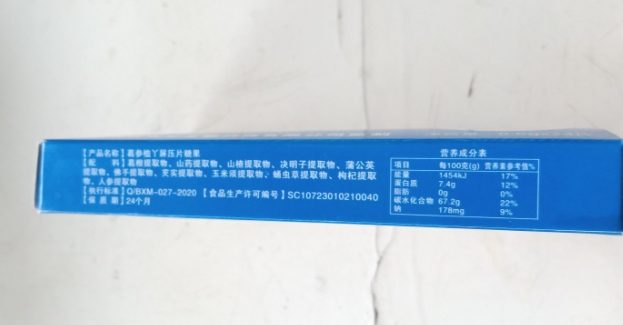 【产品名称】葛参植丫酥压片糖果
【配 料】葛根提取物、山药提取物、山楂提取物、决明子提取物、蒲公英
提取物、佛手提取物、芡实提取物、玉米须提取物、蛹虫草提取物、枸杞提取
物、人参提取物
【执行标准】Q/BXM-027-2020 【食品生产许可编号】SC10723010210040
【保 质 期】24个月
营养成分表
项目 每100克(g) 营养素参考值%
能量 1454kJ 17%
蛋白质 7.4g 12%
脂肪 0g 0%
碳水化合物 67.2g 22%
钠 178mg 9%